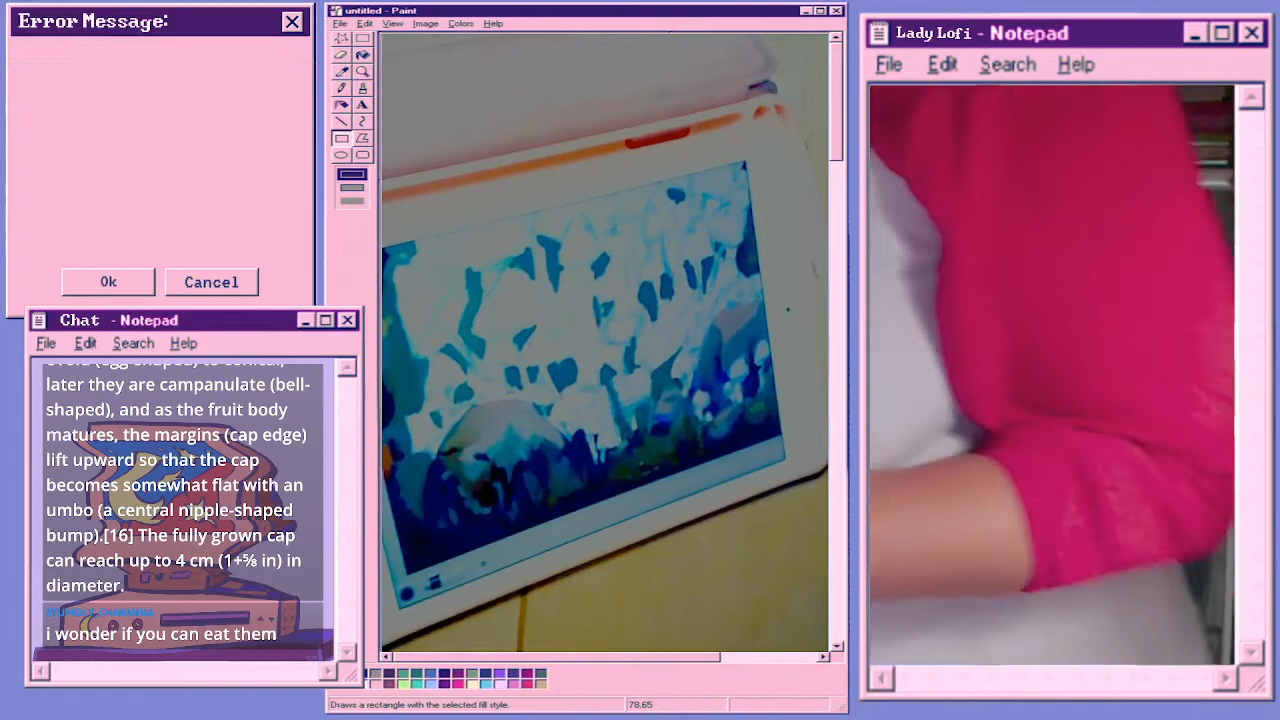 Error Message:
Ok
Cancel
untitled - Paint
File Edit View Image Colors Help
Draws a rectangle with the selected fill style.
78.65
Chat - Notepad
File Edit Search Help
later they are campanulate (bell-
shaped), and as the fruit body
matures, the margins (cap edge)
lift upward so that the cap
becomes somewhat flat with an
umbo (a central nipple-shaped
bump).[16] The fully grown cap
can reach up to 4 cm (1+5⁄8 in) in
diameter.
i wonder if you can eat them
Lady Lofi - Notepad
File Edit Search Help